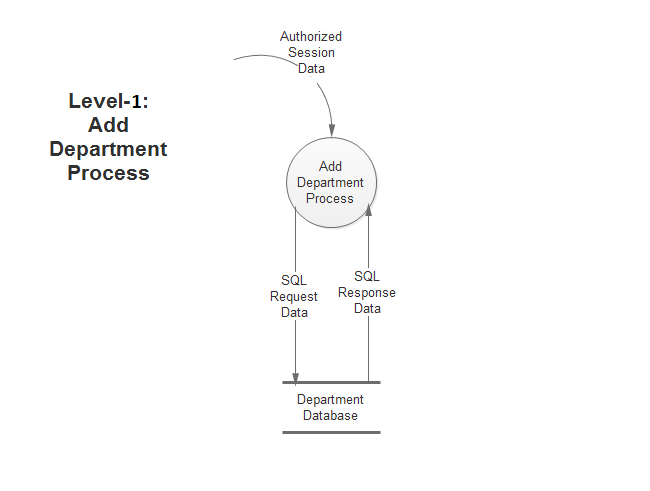 Level-1:
Add
Department
Process
Authorized
Session
Data
Add
Department
Process
SQL
Request
Data
SQL
Response
Data
Department
Database